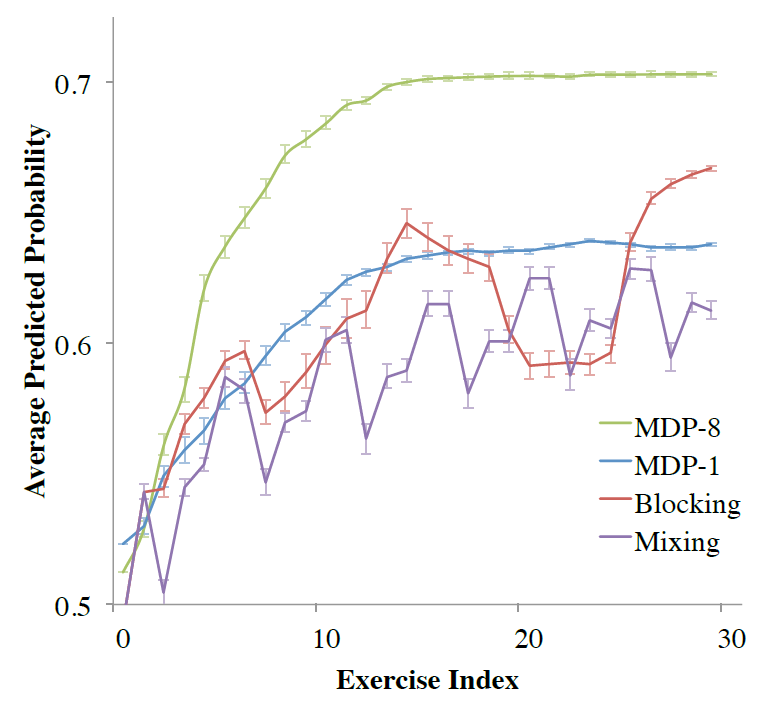 Average Predicted Probability
0.7
0.6
0.5
0
10
20
30
Exercise Index
MDP-8
MDP-1
Blocking
Mixing